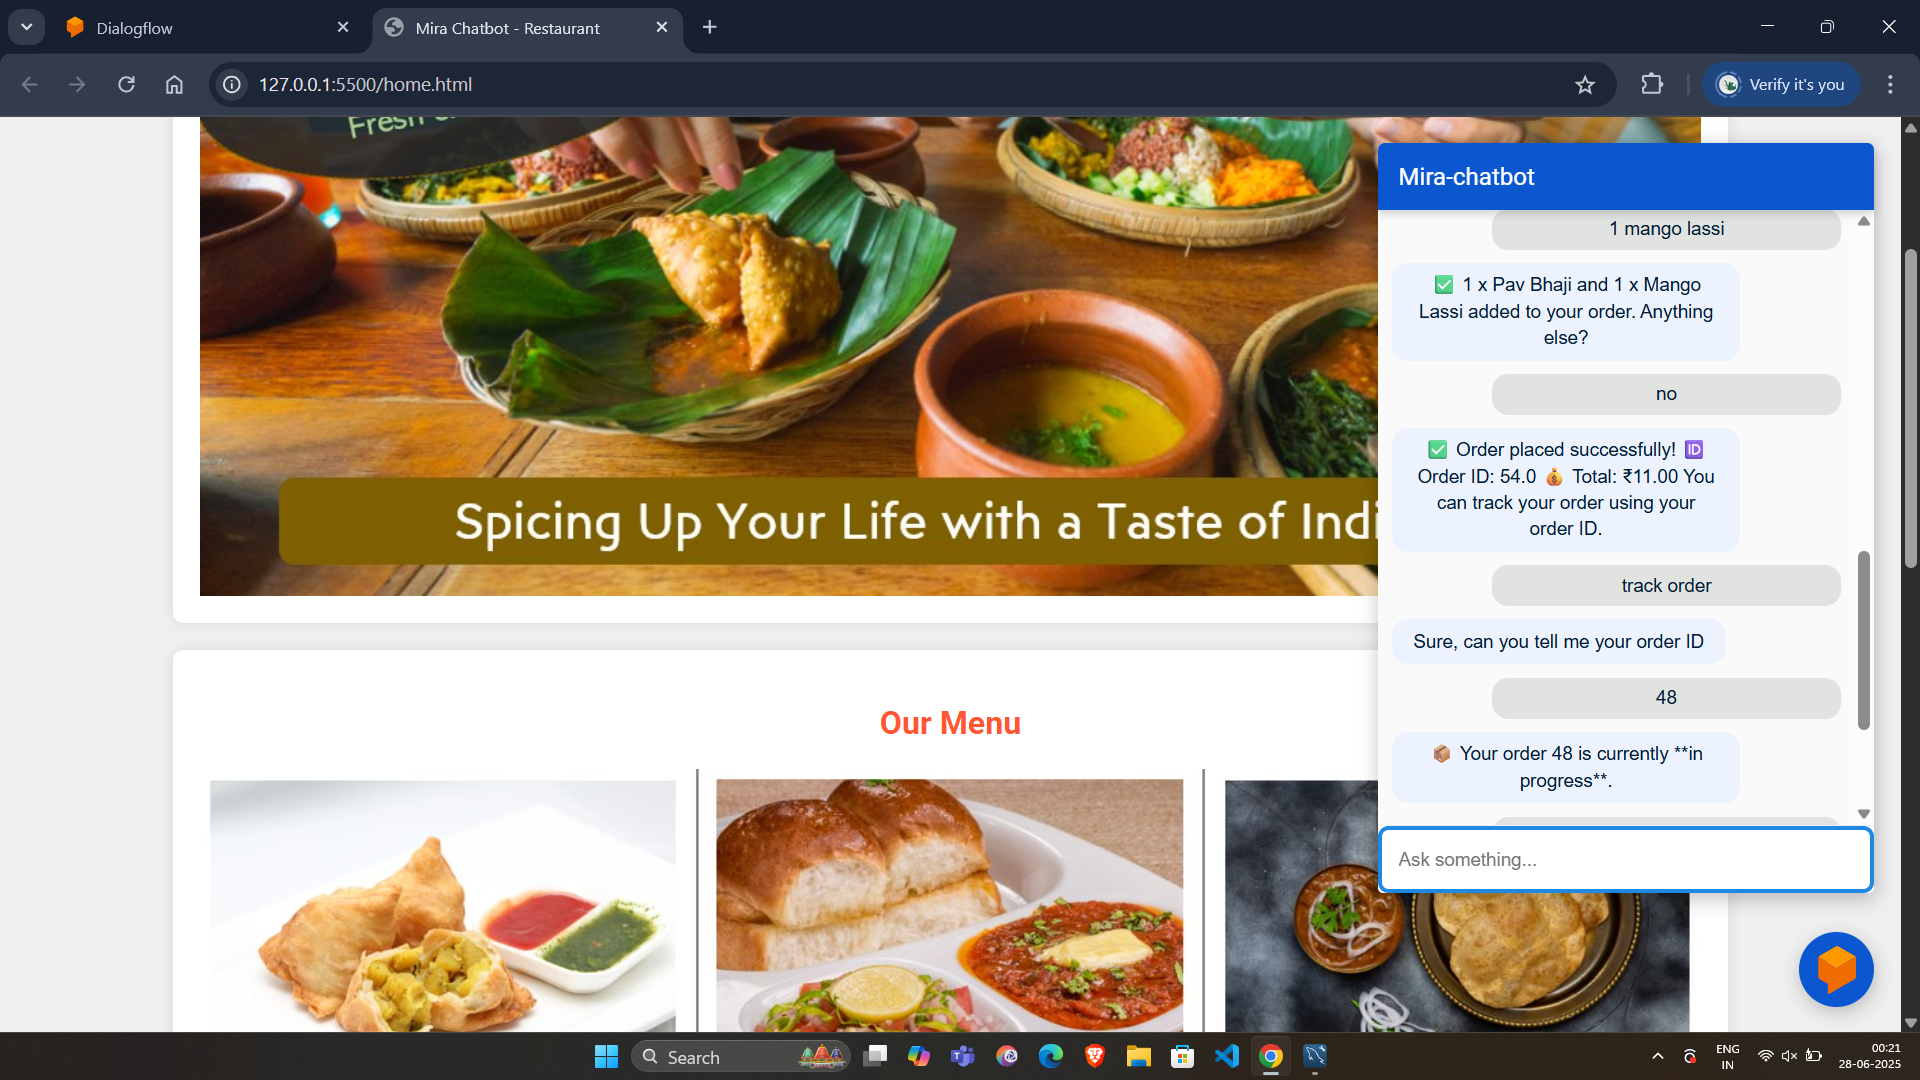 Dialogflow
Mira Chatbot - Restaurant
127.0.0.1:5500/home.html
Verify it's you
Fresh
Spicing Up Your Life with a Taste of Indi
Our Menu
Mira-chatbot
1 mango lassi
✅ 1 x Pav Bhaji and 1 x Mango
Lassi added to your order. Anything
else?
no
✅ Order placed successfully! 🆔
Order ID: 54.0 💰 Total: ₹11.00 You
can track your order using your
order ID.
track order
Sure, can you tell me your order ID
48
📦 Your order 48 is currently **in
progress**.
Ask something...
Search
ENG
IN
00:21
28-06-2025